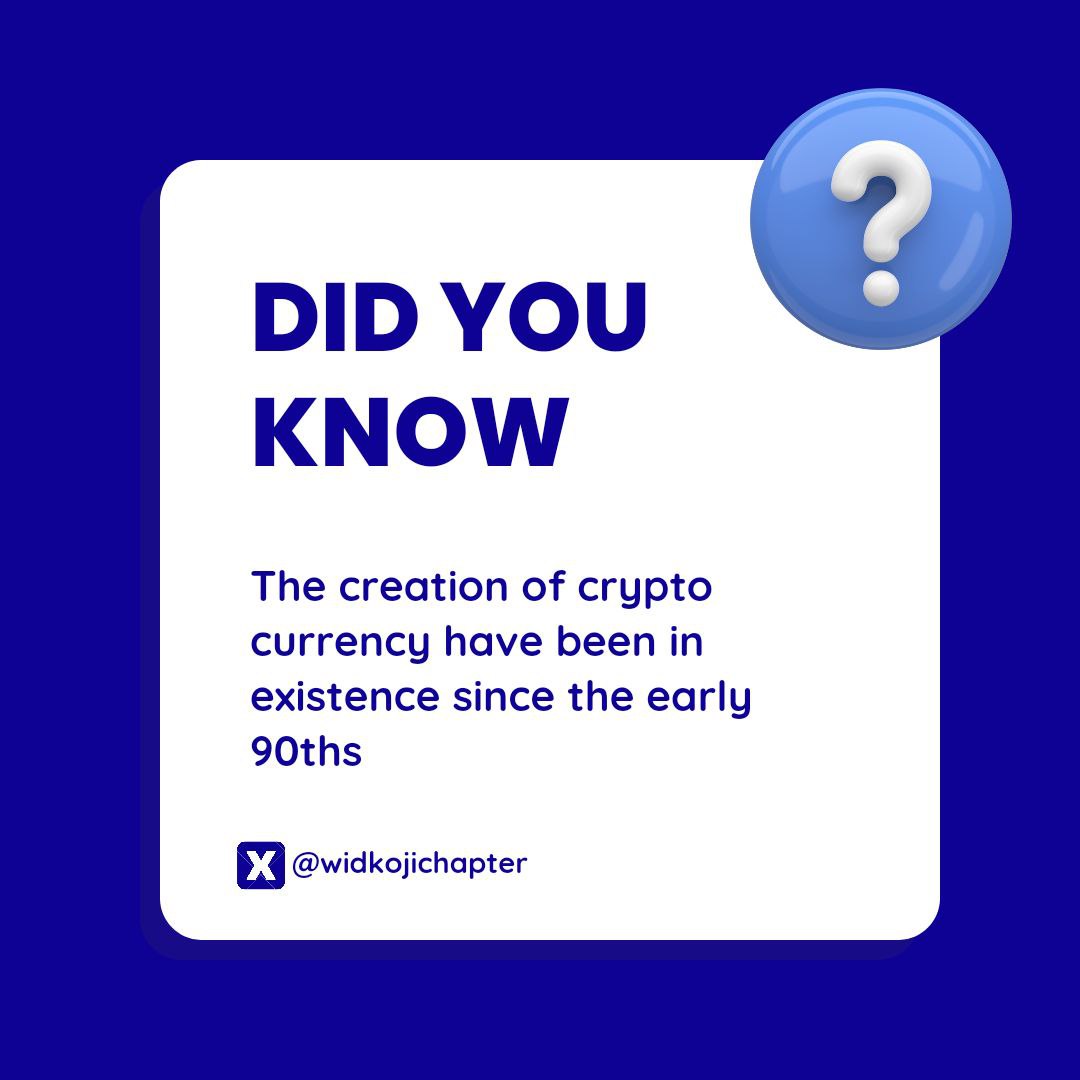 ?
DID YOU
KNOW
The creation of crypto
currency have been in
existence since the early
90ths
X @widkojichapter